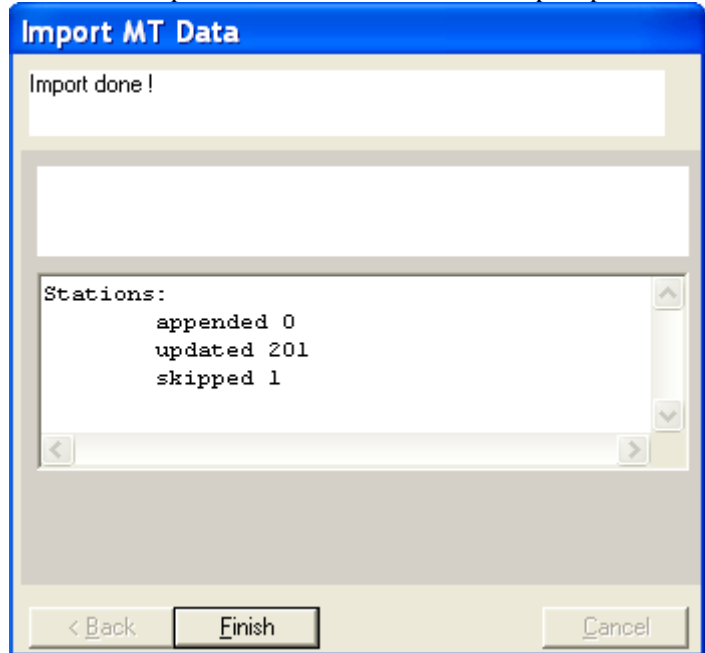 Import MT Data
Import done !
Stations:
appended 0
updated 201
skipped 1
< Back Finish Cancel